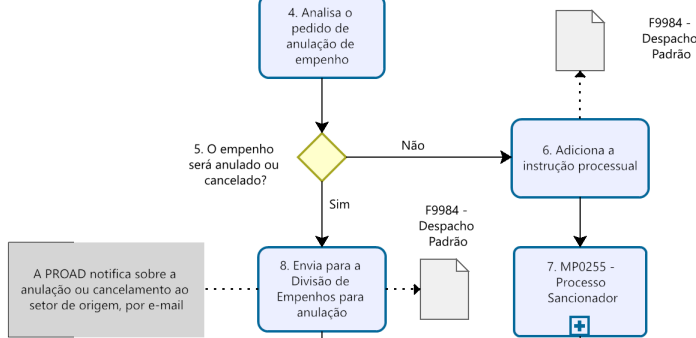 4. Analisa o
pedido de
anulação de
empenho
F9984 -
Despacho
Padrão
5. O empenho
será anulado ou
cancelado?
Não
6. Adiciona a
instrução processual
Sim
F9984 -
Despacho
Padrão
A PROAD notifica sobre a
anulação ou cancelamento ao
setor de origem, por e-mail
8. Envia para a
Divisão de
Empenhos para
anulação
7. MP0255 -
Processo
Sancionador